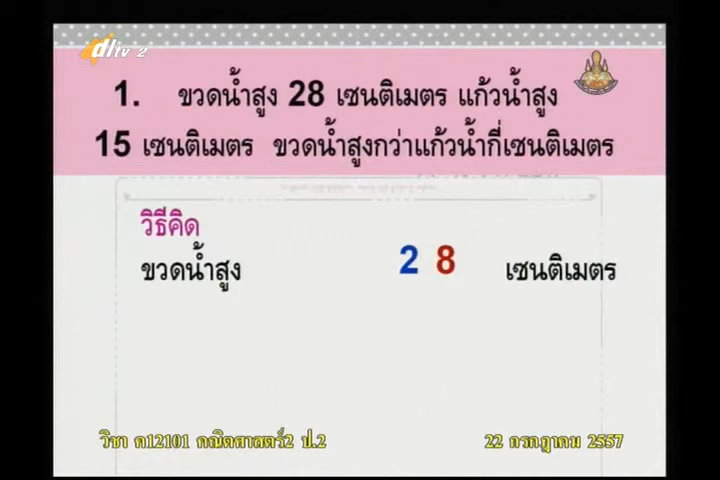 dltv 2
1. ขวดน้ำสูง 28 เซนติเมตร แก้วน้ำสูง
15 เซนติเมตร ขวดน้ำสูงกว่าแก้วน้ำกี่เซนติเมตร
วิธีคิด
ขวดน้ำสูง 2 8 เซนติเมตร
วิชา ค12101 คณิตศาสตร์2 ป.2 22 กรกฎาคม 2557